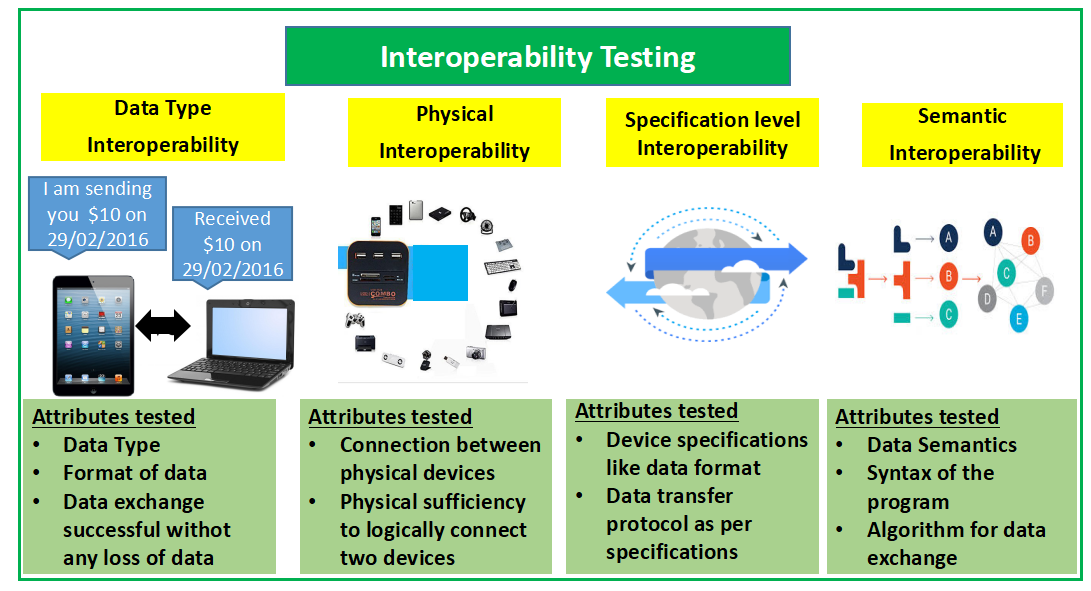 Interoperability Testing
Data Type
Interoperability
Physical
Interoperability
Specification level
Interoperability
Semantic
Interoperability
I am sending
you $10 on
29/02/2016
Received
$10 on
29/02/2016
COMBO
A
B
C
A
B
C
D
E
F
Attributes tested
• Data Type
• Format of data
• Data exchange
successful withot
any loss of data
Attributes tested
• Connection between
physical devices
• Physical sufficiency
to logically connect
two devices
Attributes tested
• Device specifications
like data format
• Data transfer
protocol as per
specifications
Attributes tested
• Data Semantics
• Syntax of the
program
• Algorithm for data
exchange